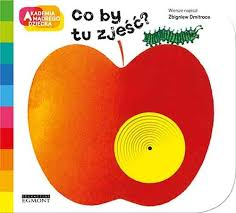 AKADEMIA
MĄDREGO
DZIECKA
Co by
tu zjeść?
Wiersze napisał
Zbigniew Dmitroca
EGMONT